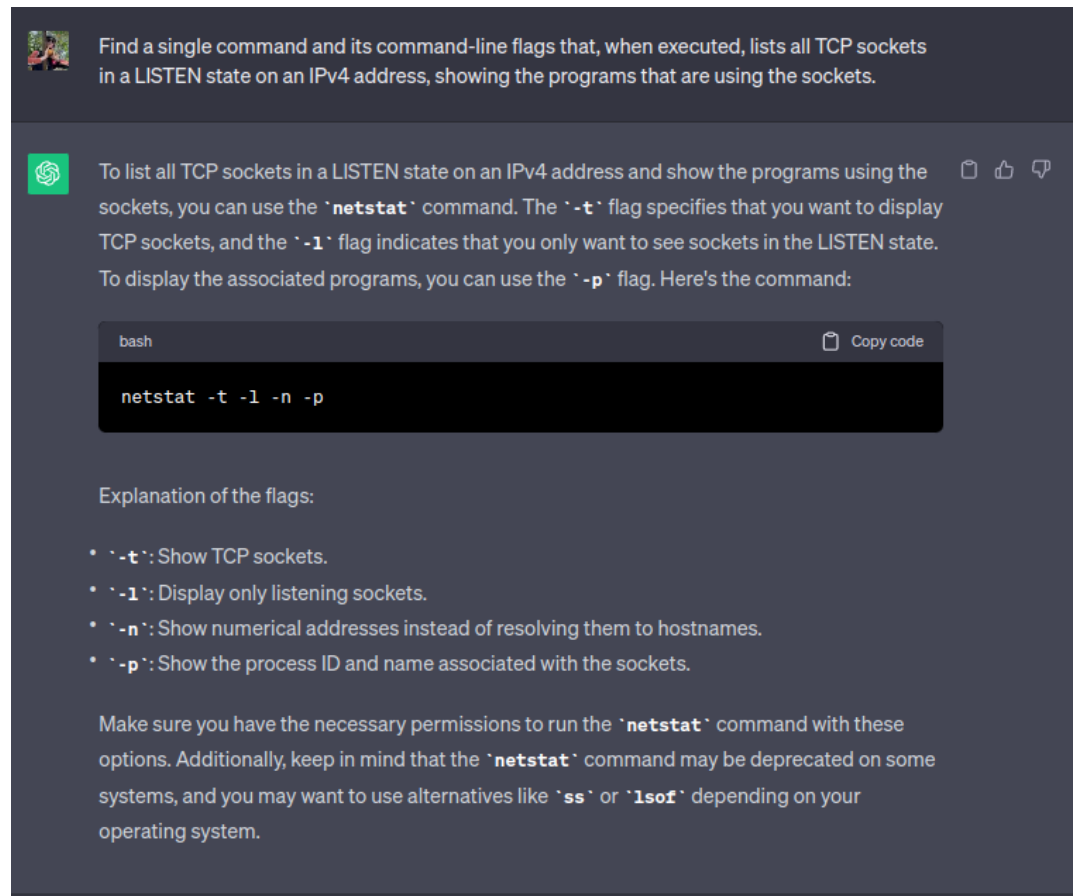 Find a single command and its command-line flags that, when executed, lists all TCP sockets
in a LISTEN state on an IPv4 address, showing the programs that are using the sockets.
To list all TCP sockets in a LISTEN state on an IPv4 address and show the programs using the
sockets, you can use the `netstat` command. The `-t` flag specifies that you want to display
TCP sockets, and the `-l` flag indicates that you only want to see sockets in the LISTEN state.
To display the associated programs, you can use the `-p` flag. Here's the command:
bash Copy code
netstat -t -l -n -p
Explanation of the flags:
• `-t`: Show TCP sockets.
• `-l`: Display only listening sockets.
• `-n`: Show numerical addresses instead of resolving them to hostnames.
• `-p`: Show the process ID and name associated with the sockets.
Make sure you have the necessary permissions to run the `netstat` command with these
options. Additionally, keep in mind that the `netstat` command may be deprecated on some
systems, and you may want to use alternatives like `ss` or `lsof` depending on your
operating system.